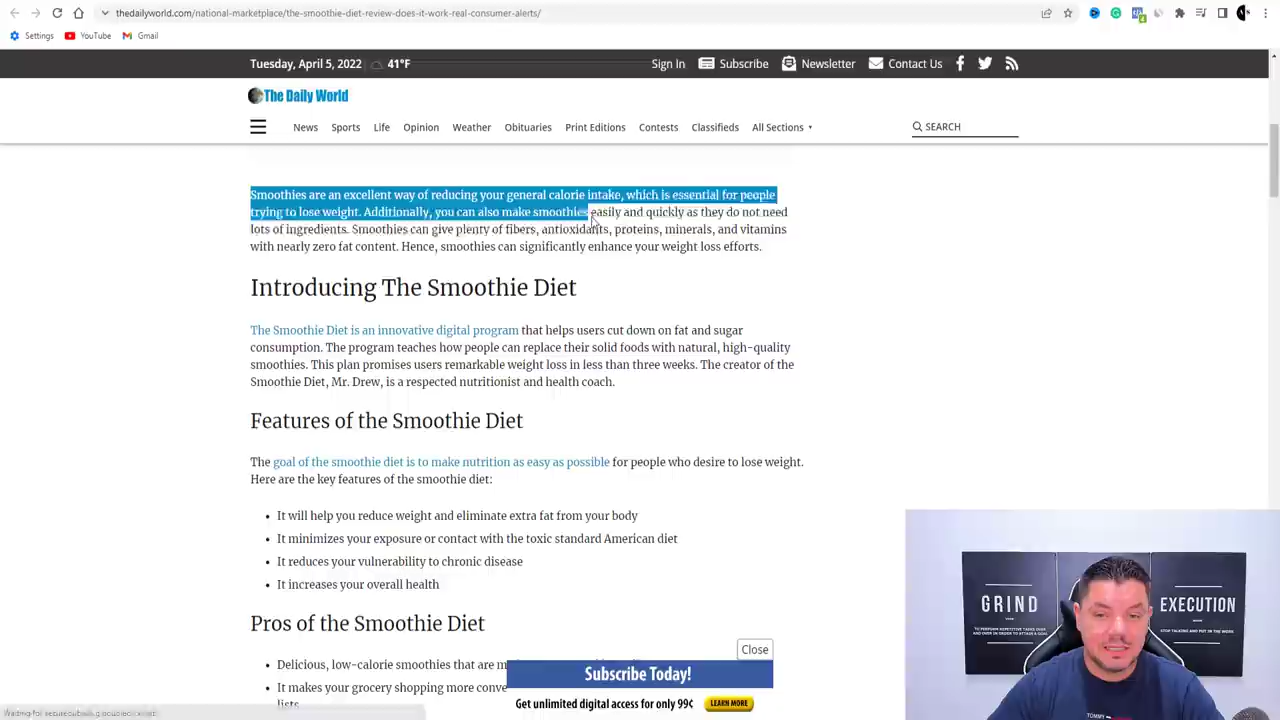 thedailyworld.com/national-marketplace/the-smoothie-diet-review-does-it-work-real-consumer-alerts/
Settings
YouTube
Gmail
Tuesday, April 5, 2022
41°F
Sign In
Subscribe
Newsletter
Contact Us
The Daily World
News
Sports
Life
Opinion
Weather
Obituaries
Print Editions
Contests
Classifieds
All Sections
SEARCH
Smoothies are an excellent way of reducing your general calorie intake, which is essential for people
trying to lose weight. Additionally, you can also make smoothies easily and quickly as they do not need
lots of ingredients. Smoothies can give plenty of fibers, antioxidants, proteins, minerals, and vitamins
with nearly zero fat content. Hence, smoothies can significantly enhance your weight loss efforts.
Introducing The Smoothie Diet
The Smoothie Diet is an innovative digital program that helps users cut down on fat and sugar
consumption. The program teaches how people can replace their solid foods with natural, high-quality
smoothies. This plan promises users remarkable weight loss in less than three weeks. The creator of the
Smoothie Diet, Mr. Drew, is a respected nutritionist and health coach.
Features of the Smoothie Diet
The goal of the smoothie diet is to make nutrition as easy as possible for people who desire to lose weight.
Here are the key features of the smoothie diet:
• It will help you reduce weight and eliminate extra fat from your body
• It minimizes your exposure or contact with the toxic standard American diet
• It reduces your vulnerability to chronic disease
• It increases your overall health
Pros of the Smoothie Diet
• Delicious, low-calorie smoothies that are
• It makes your grocery shopping more
lists.
Close
Subscribe Today!
Get unlimited digital access for only 99¢
LEARN MORE
GRIND
EXECUTION
TOMMY